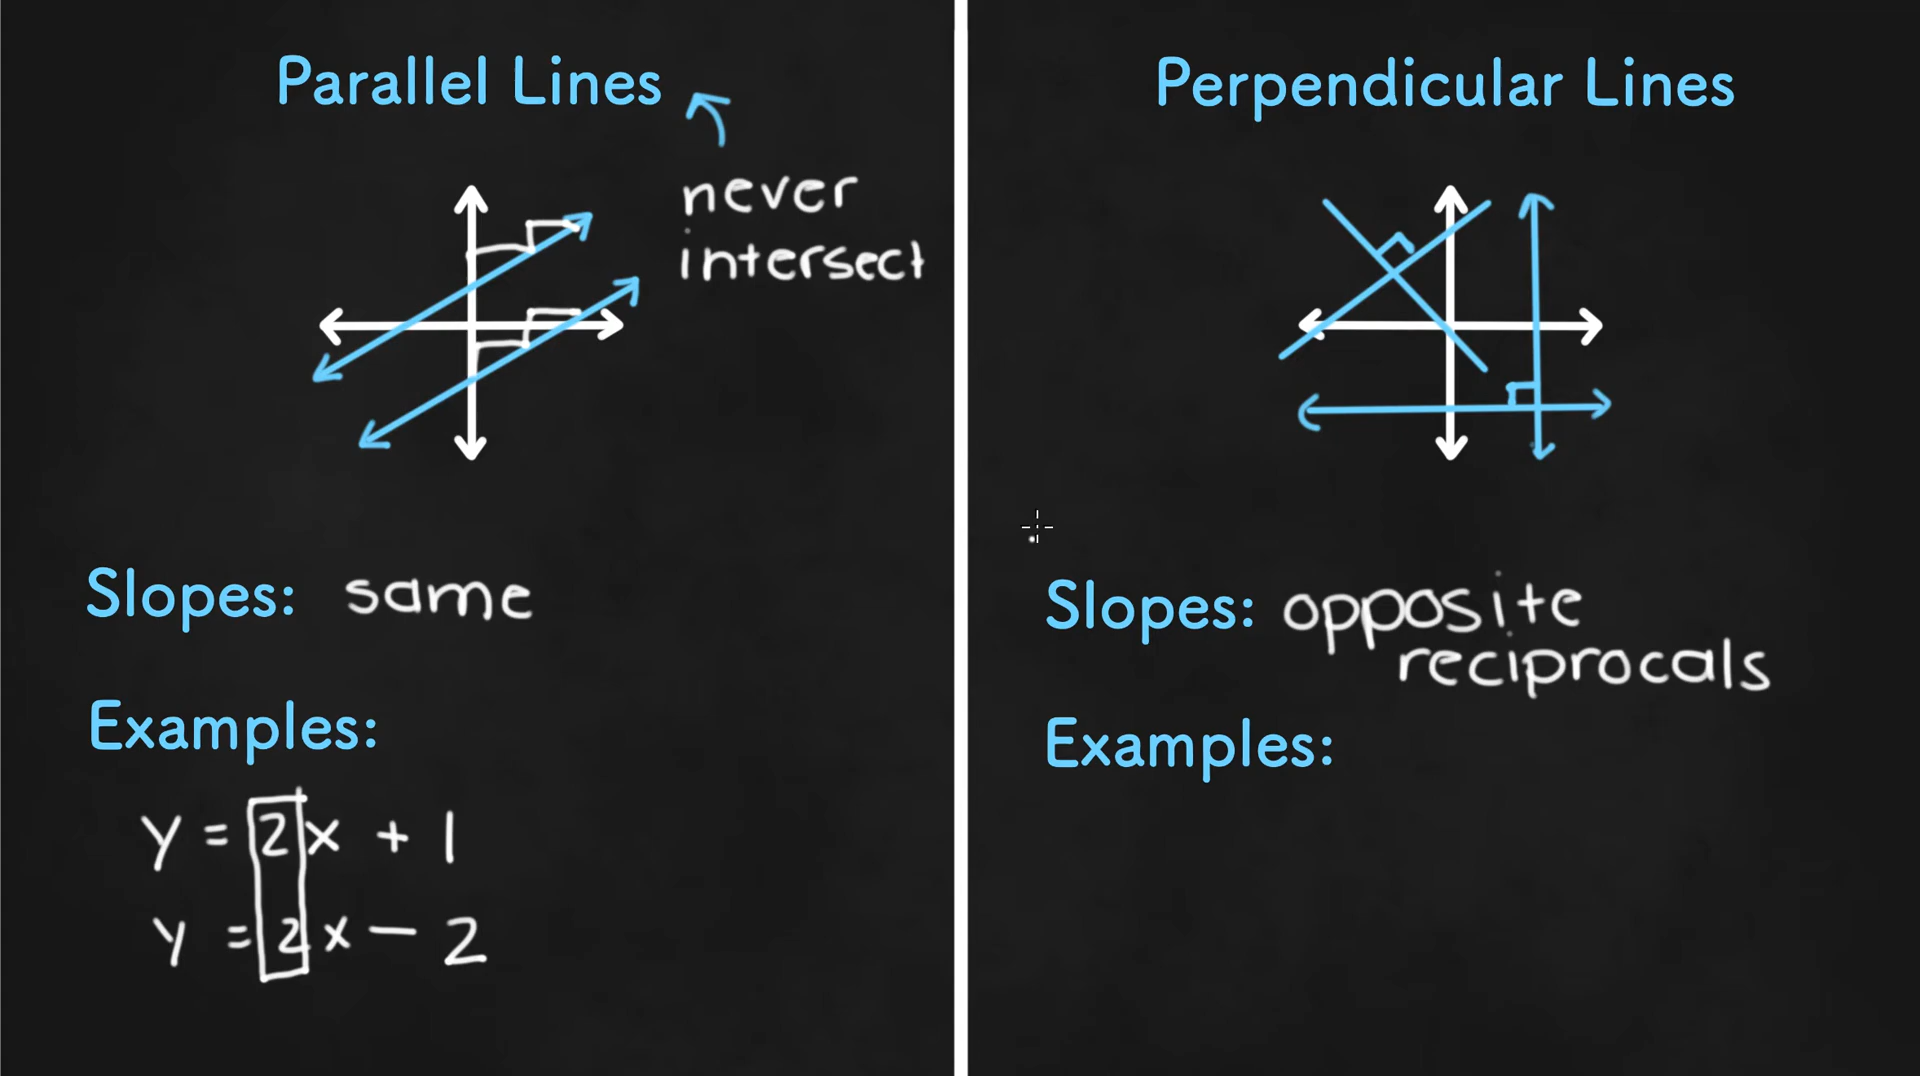 Parallel Lines
never
intersect
Slopes: same
Examples:
y = 2x + 1
y = 2x - 2
Perpendicular Lines
Slopes: opposite
reciprocals
Examples: